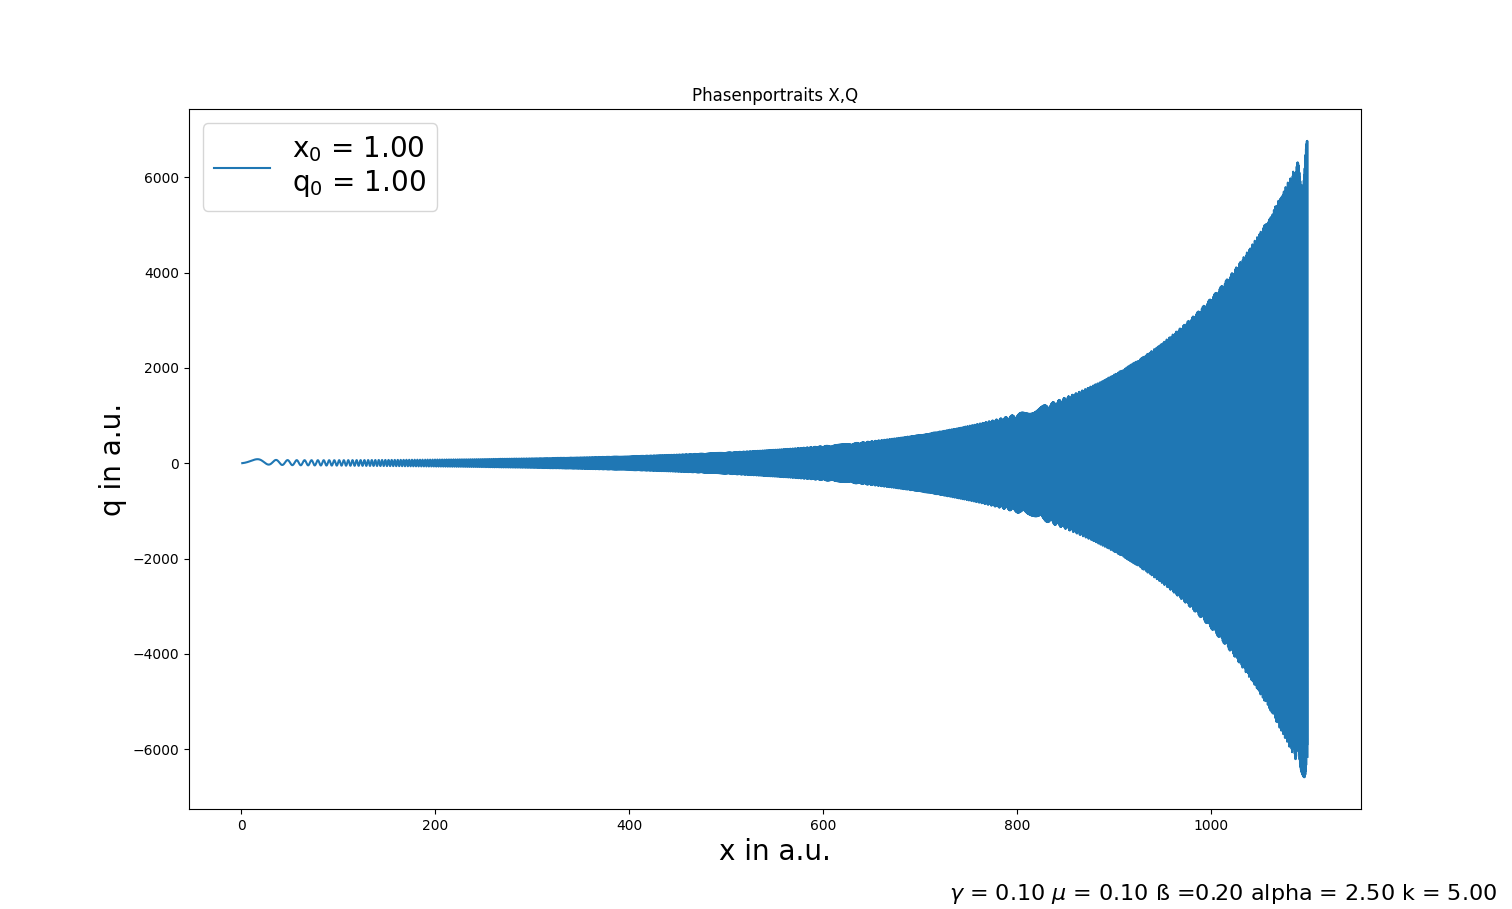 Phasenportraits X,Q
x₀ = 1.00
q₀ = 1.00
q in a.u.
6000
4000
2000
0
−2000
−4000
−6000
0 200 400 600 800 1000
x in a.u.
γ = 0.10 μ = 0.10 ß =0.20 alpha = 2.50 k = 5.00